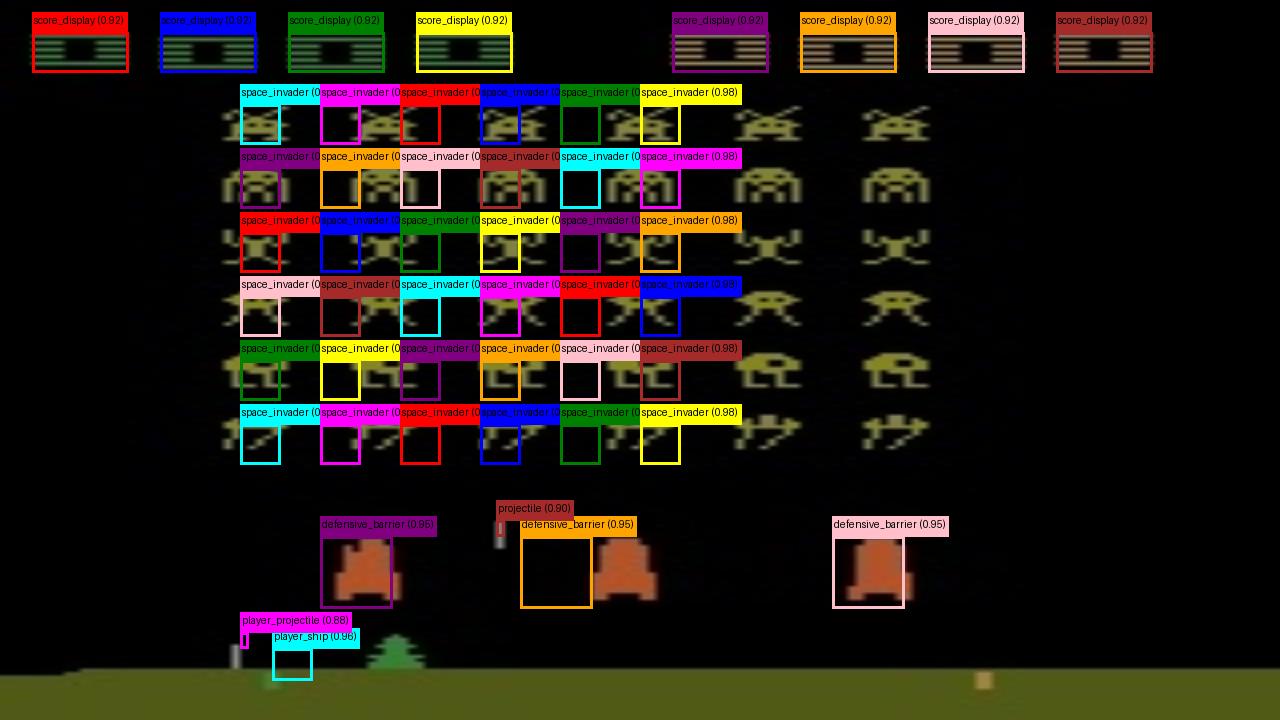 score_display (0.92) score_display (0.92) score_display (0.92) score_display (0.92) score_display (0.92) score_display (0.92) score_display (0.92) score_display (0.92)
space_invader (0 space_invader (0 space_invader (0 space_invader (0 space_invader (0 space_invader (0.98)
space_invader (0 space_invader (0 space_invader (0 space_invader (0 space_invader (0 space_invader (0.98)
space_invader (0 space_invader (0 space_invader (0 space_invader (0 space_invader (0 space_invader (0.98)
space_invader (0 space_invader (0 space_invader (0 space_invader (0 space_invader (0 space_invader (0.98)
space_invader (0 space_invader (0 space_invader (0 space_invader (0 space_invader (0 space_invader (0.98)
space_invader (0 space_invader (0 space_invader (0 space_invader (0 space_invader (0 space_invader (0.98)
projectile (0.90)
defensive_barrier (0.95) defensive_barrier (0.95) defensive_barrier (0.95)
player_projectile (0.88)
player_ship (0.96)